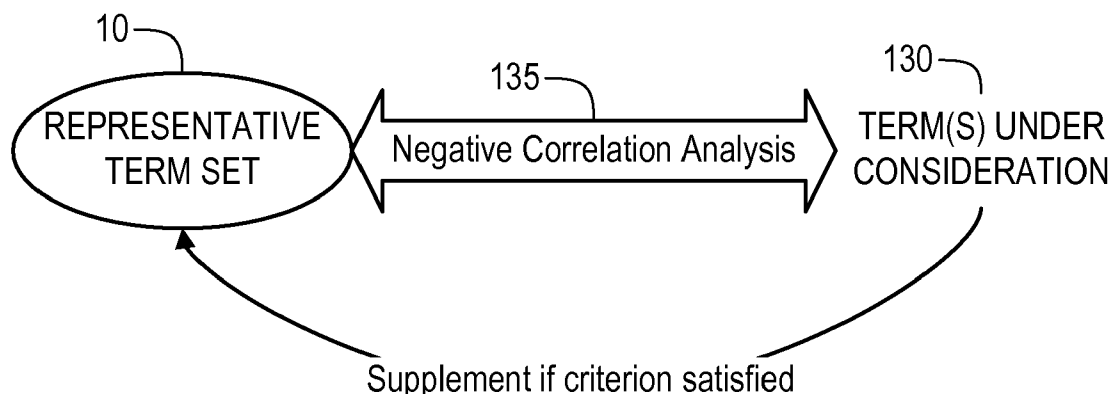 10
135
130
REPRESENTATIVE
TERM SET
Negative Correlation Analysis
TERM(S) UNDER
CONSIDERATION
Supplement if criterion satisfied